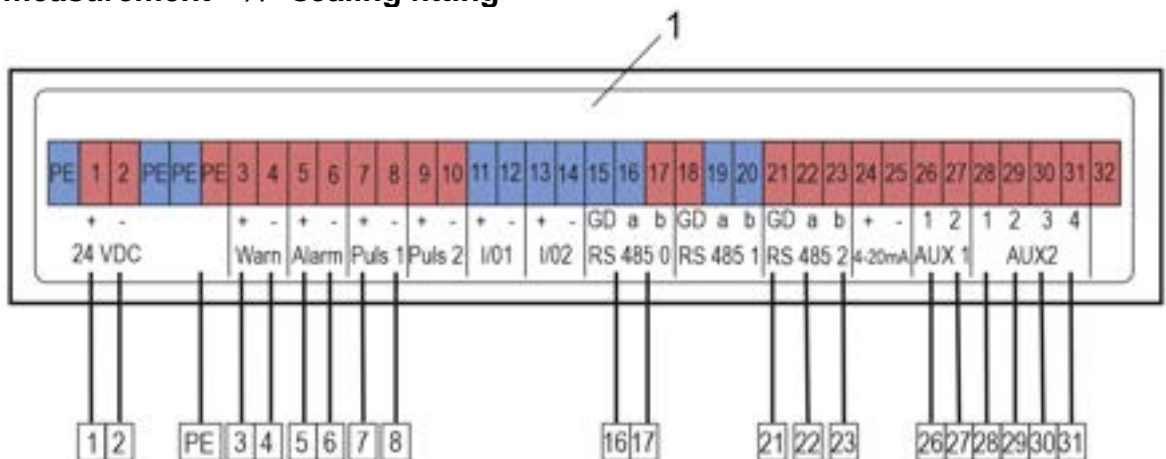 1
PE 1 2 PE PE PE 3 4 5 6 7 8 9 10 11 12 13 14 15 16 17 18 19 20 21 22 23 24 25 26 27 28 29 30 31 32
+ - + - + - + - + - + - + - GD a b GD a b GD a b + - 1 2 1 2 3 4
24 VDC Warn Alarm Puls 1 Puls 2 I/01 I/02 RS 485 0 RS 485 1 RS 485 2 4-20mA AUX 1 AUX2
1 2 PE 3 4 5 6 7 8 16 17 21 22 23 26 27 28 29 30 31